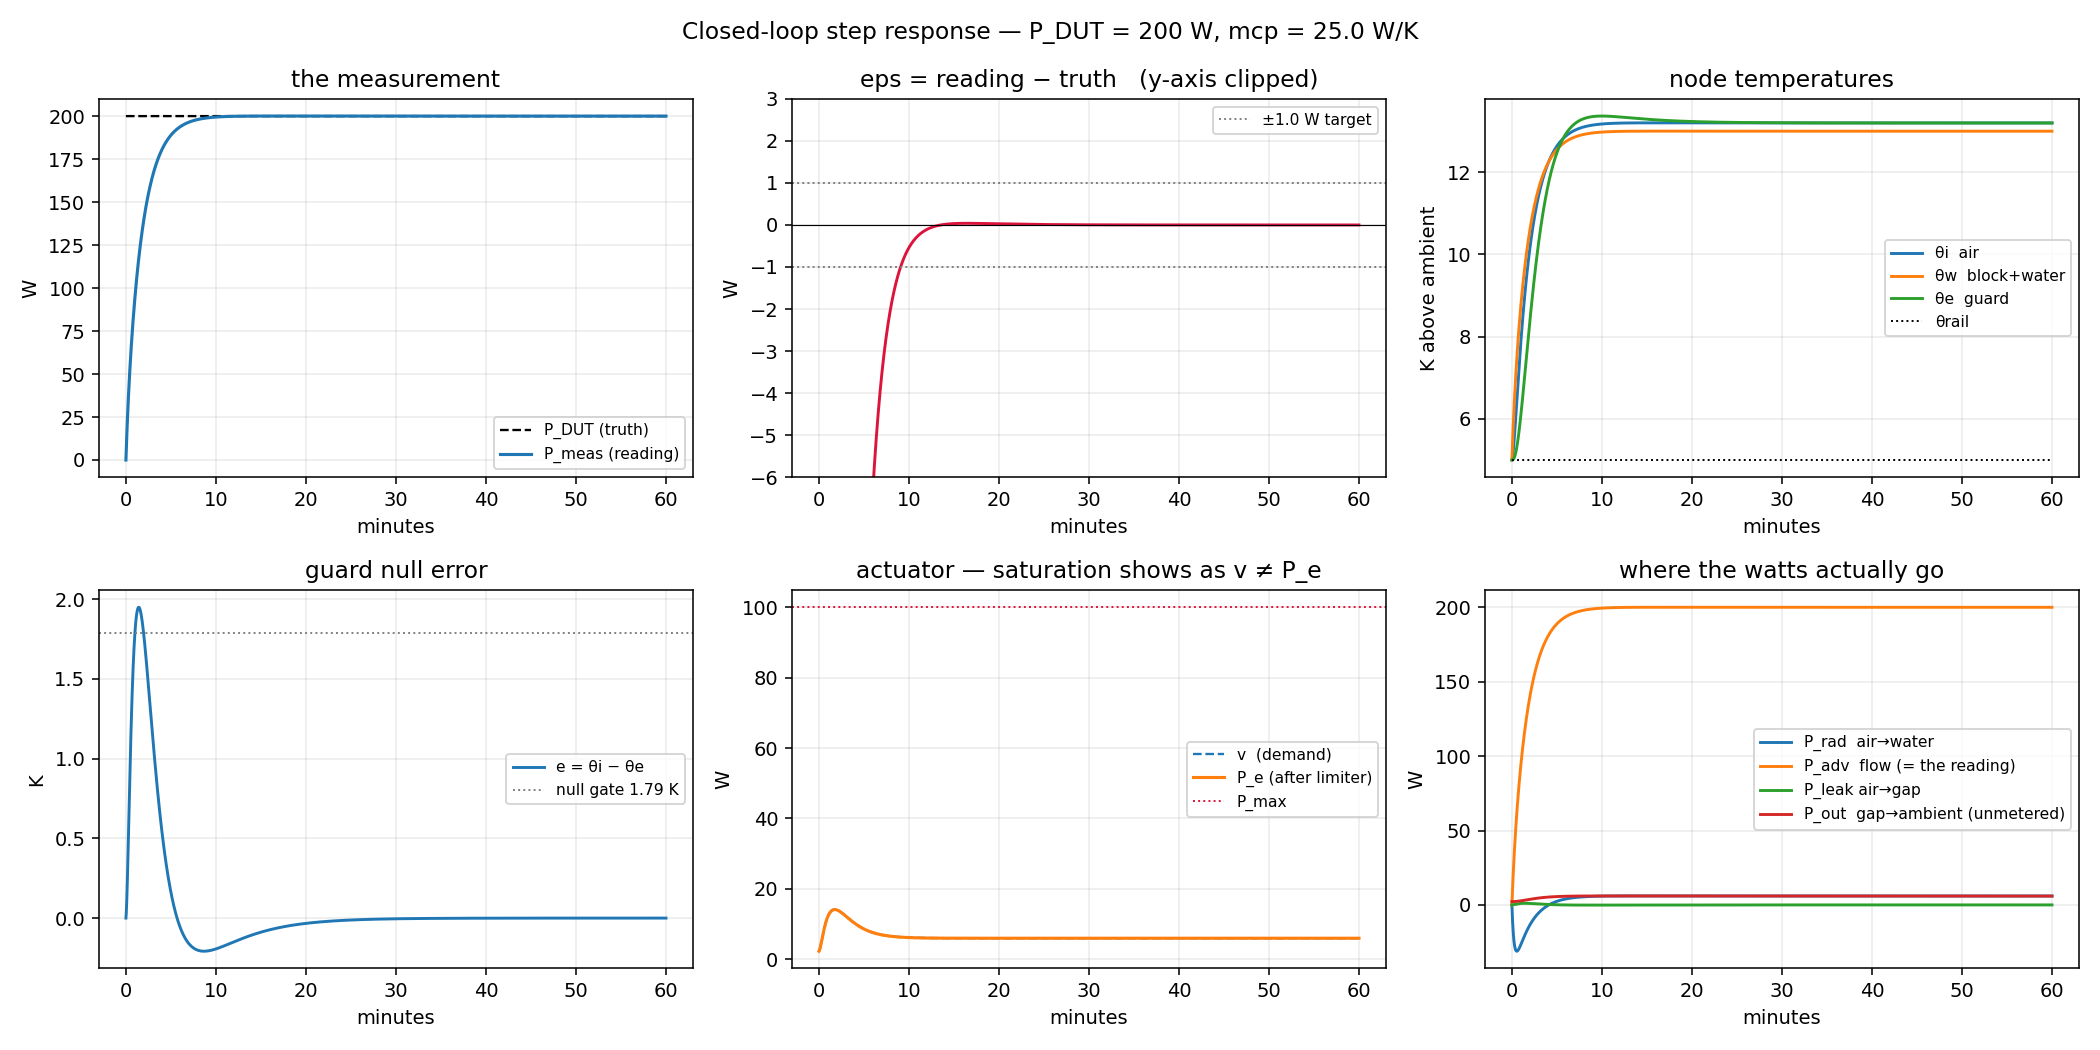 Closed-loop step response — P_DUT = 200 W, mcp = 25.0 W/K
the measurement
W
200
175
150
125
100
75
50
25
0
P_DUT (truth)
P_meas (reading)
0 10 20 30 40 50 60
minutes
eps = reading − truth (y-axis clipped)
W
3
2
1
0
−1
−2
−3
−4
−5
−6
±1.0 W target
0 10 20 30 40 50 60
minutes
node temperatures
K above ambient
12
10
8
6
θi air
θw block+water
θe guard
θrail
0 10 20 30 40 50 60
minutes
guard null error
K
2.0
1.5
1.0
0.5
0.0
e = θi − θe
null gate 1.79 K
0 10 20 30 40 50 60
minutes
actuator — saturation shows as v ≠ P_e
W
100
80
60
40
20
0
v (demand)
P_e (after limiter)
P_max
0 10 20 30 40 50 60
minutes
where the watts actually go
W
200
150
100
50
0
P_rad air→water
P_adv flow (= the reading)
P_leak air→gap
P_out gap→ambient (unmetered)
0 10 20 30 40 50 60
minutes